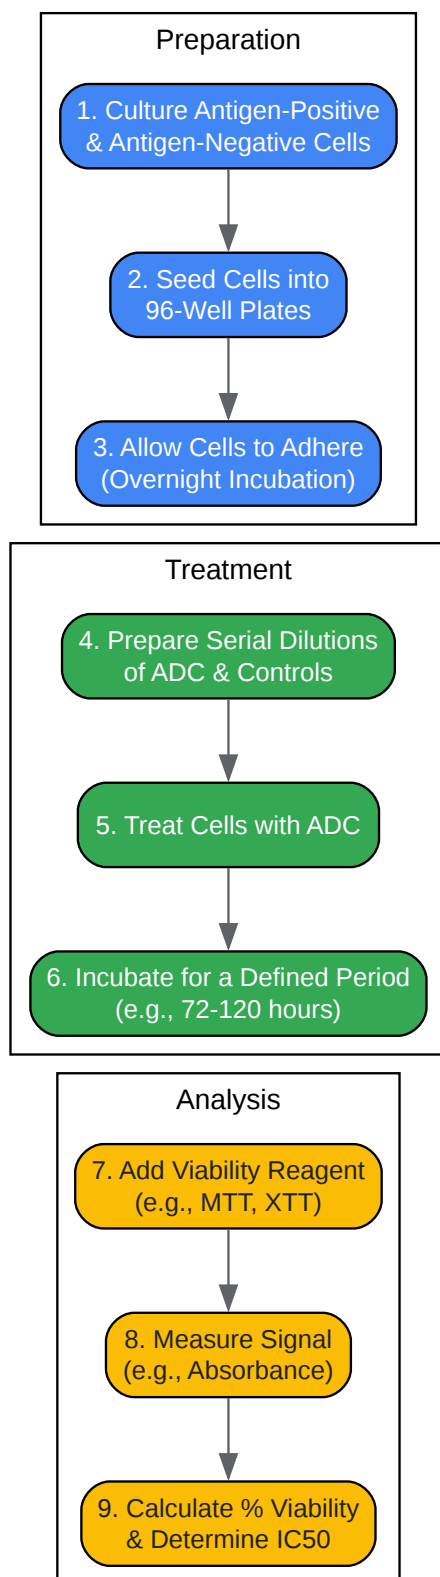 Preparation
1. Culture Antigen-Positive
& Antigen-Negative Cells
2. Seed Cells into
96-Well Plates
3. Allow Cells to Adhere
(Overnight Incubation)
Treatment
4. Prepare Serial Dilutions
of ADC & Controls
5. Treat Cells with ADC
6. Incubate for a Defined Period
(e.g., 72-120 hours)
Analysis
7. Add Viability Reagent
(e.g., MTT, XTT)
8. Measure Signal
(e.g., Absorbance)
9. Calculate % Viability
& Determine IC50